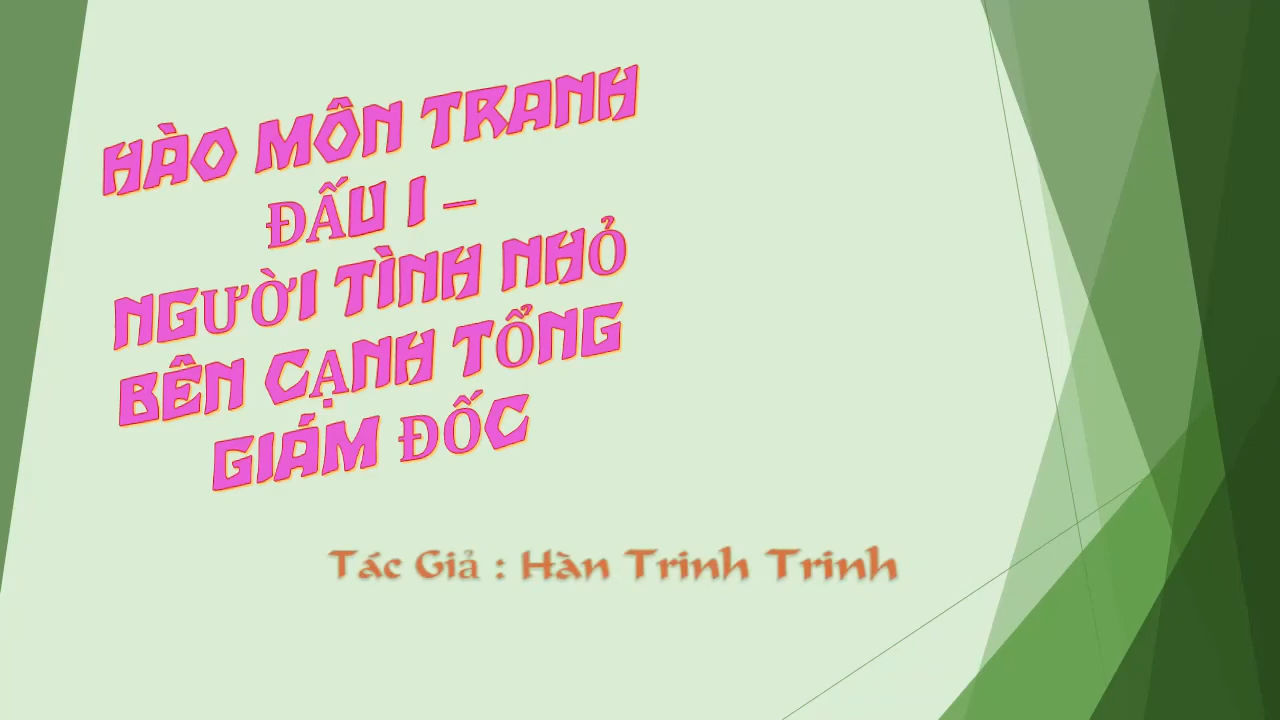 HÀO MÔN TRANH
ĐẤU I –
NGƯỜI TÌNH NHỎ
BÊN CẠNH TỔNG
GIÁM ĐỐC
Tác Giả : Hàn Trinh Trinh